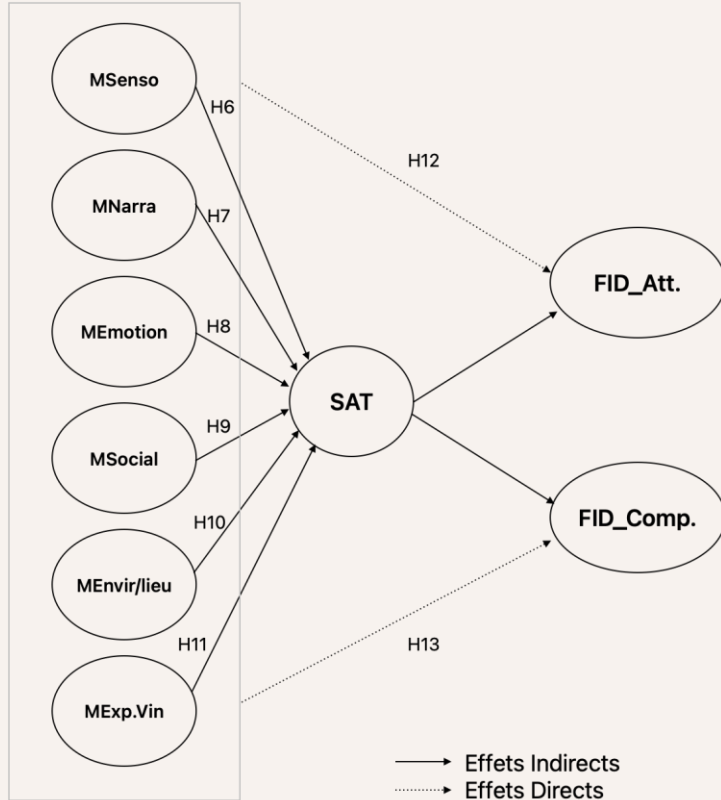 MSenso
H6
H12
MNarra
H7
FID_Att.
MEmotion
H8
SAT
H9
MSocial
FID_Comp.
H10
MEnvir/lieu
H11
H13
MExp.Vin
Effets Indirects
Effets Directs